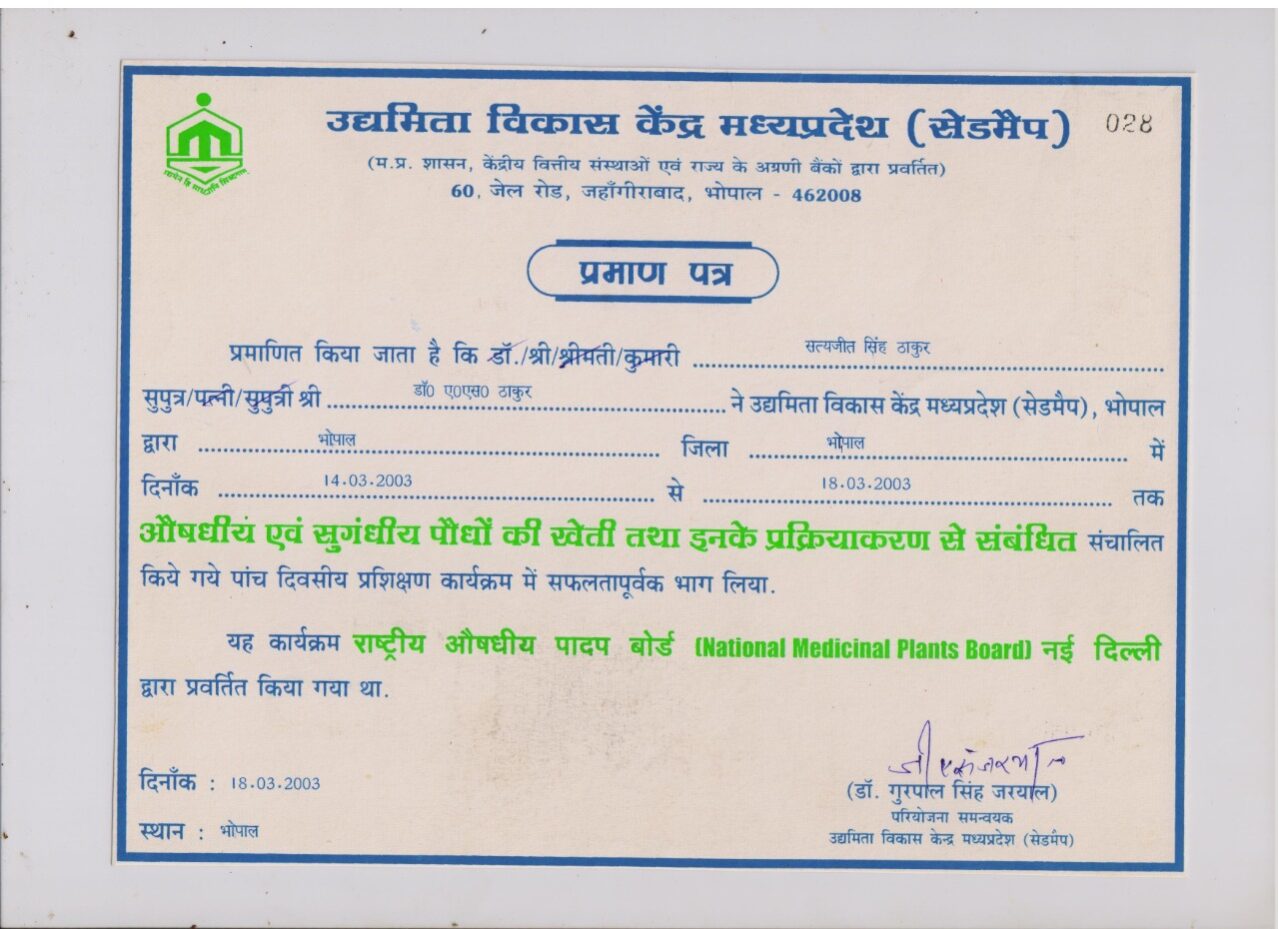 उद्यमिता विकास केंद्र मध्यप्रदेश (सेडमैप) 028
(म.प्र. शासन, केंद्रीय वित्तीय संस्थाओं एवं राज्य के अग्रणी बैंकों द्वारा प्रवर्तित)
60, जेल रोड, जहाँगीराबाद, भोपाल - 462008
प्रमाण पत्र
प्रमाणित किया जाता है कि डॉ./श्री/श्रीमती/कुमारी सत्यजीत सिंह ठाकुर
सुपुत्र/पत्नी/सुपुत्री श्री डॉ0 ए0एस0 ठाकुर ने उद्यमिता विकास केंद्र मध्यप्रदेश (सेडमैप), भोपाल
द्वारा भोपाल जिला भोपाल में
दिनाँक 14.03.2003 से 18.03.2003 तक
औषधीय एवं सुगंधीय पौधों की खेती तथा इनके प्रक्रियाकरण से संबंधित संचालित
किये गये पांच दिवसीय प्रशिक्षण कार्यक्रम में सफलतापूर्वक भाग लिया.
यह कार्यक्रम राष्ट्रीय औषधीय पादप बोर्ड (National Medicinal Plants Board) नई दिल्ली
द्वारा प्रवर्तित किया गया था.
दिनाँक : 18.03.2003
स्थान : भोपाल
(डॉ. गुरपाल सिंह जरयाल)
परियोजना समन्वयक
उद्यमिता विकास केन्द्र मध्यप्रदेश (सेडमैप)